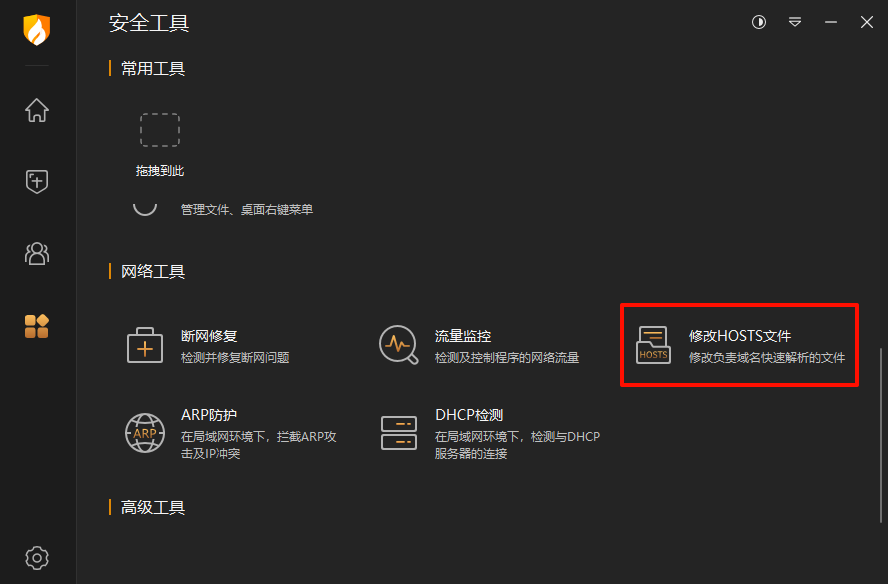 安全工具
常用工具
拖拽到此
管理文件、桌面右键菜单
网络工具
断网修复
检测并修复断网问题
流量监控
检测及控制程序的网络流量
HOSTS
修改HOSTS文件
修改负责域名快速解析的文件
ARP
ARP防护
在局域网环境下，拦截ARP攻
击及IP冲突
DHCP检测
在局域网环境下，检测与DHCP
服务器的连接
高级工具